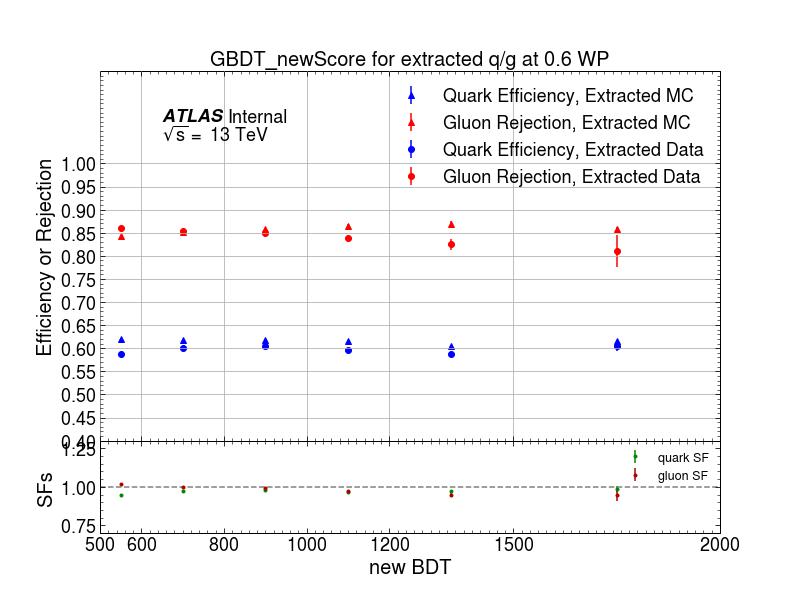 GBDT_newScore for extracted q/g at 0.6 WP
ATLAS Internal
√s = 13 TeV
Quark Efficiency, Extracted MC
Gluon Rejection, Extracted MC
Quark Efficiency, Extracted Data
Gluon Rejection, Extracted Data
Efficiency or Rejection
1.00
0.95
0.90
0.85
0.80
0.75
0.70
0.65
0.60
0.55
0.50
0.45
0.40
SFs
1.25
1.00
0.75
quark SF
gluon SF
500 600 800 1000 1200 1500 2000
new BDT